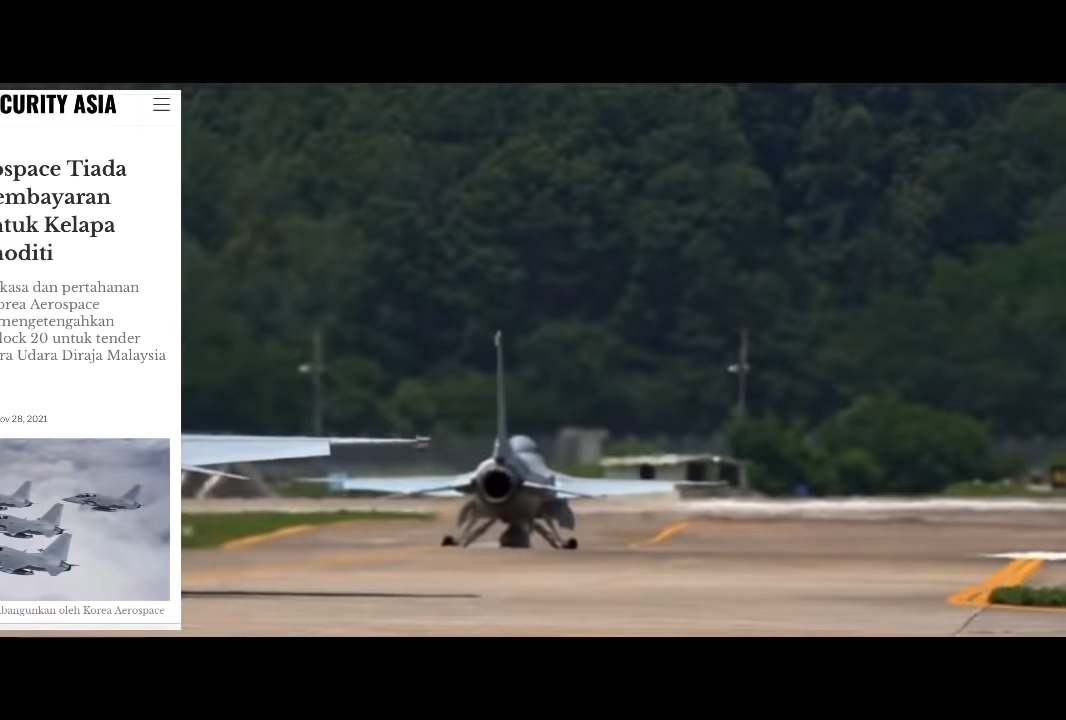 CURITY ASIA
ospace Tiada
embayaran
ntuk Kelapa
noditi
kasa dan pertahanan
orea Aerospace
mengetengahkan
lock 20 untuk tender
ra Udara Diraja Malaysia
ov 28, 2021
bangunkan oleh Korea Aerospace